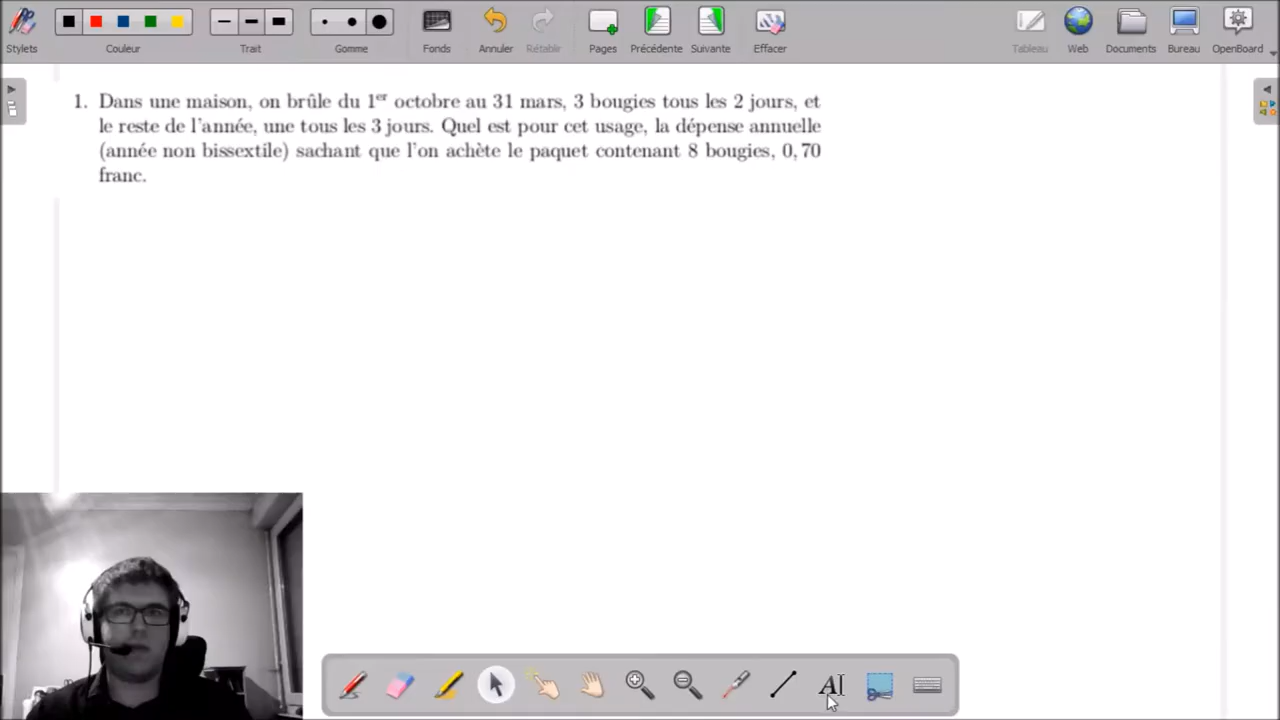 Stylets
Couleur
Trait
Gomme
Fonds
Annuler
Rétablir
Pages
Précédente
Suivante
Effacer
Tableau
Web
Documents
Bureau
OpenBoard
1. Dans une maison, on brûle du 1er octobre au 31 mars, 3 bougies tous les 2 jours, et
le reste de l'année, une tous les 3 jours. Quel est pour cet usage, la dépense annuelle
(année non bissextile) sachant que l'on achète le paquet contenant 8 bougies, 0,70
franc.
AI